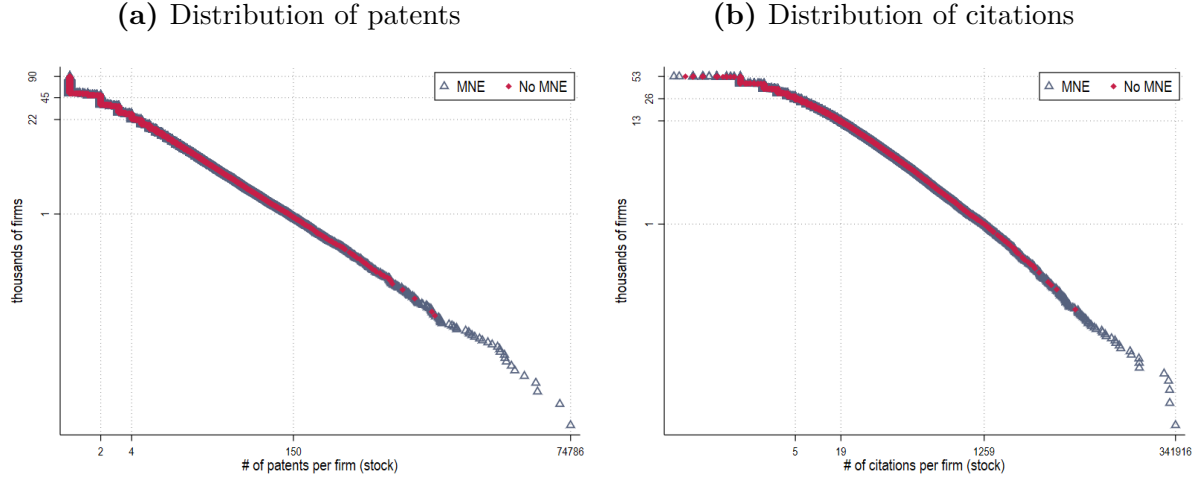 (a) Distribution of patents
90
45
22
1
thousands of firms
MNE
No MNE
2
4
150
74786
# of patents per firm (stock)
(b) Distribution of citations
53
26
13
1
thousands of firms
MNE
No MNE
5
19
1259
341916
# of citations per firm (stock)